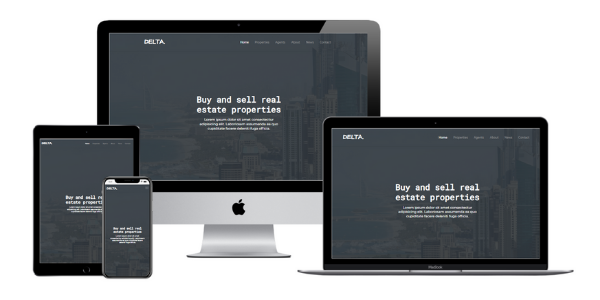 DELTA.
Home Properties Agents About News Contact
Buy and sell real
estate properties
Lorem ipsum dolor sit amet consectetur
adipisicing elit. Laboriosam assumenda ea quo
cupiditate facere deleniti fuga officia.
DELTA.
Home Properties Agents About News Contact
Buy and sell real
estate properties
Lorem ipsum dolor sit amet consectetur
adipisicing elit. Laboriosam assumenda ea quo
cupiditate facere deleniti fuga officia.
MacBook
DELTA.
Buy and sell real
estate properties
DELTA.
Buy and sell real
estate properties